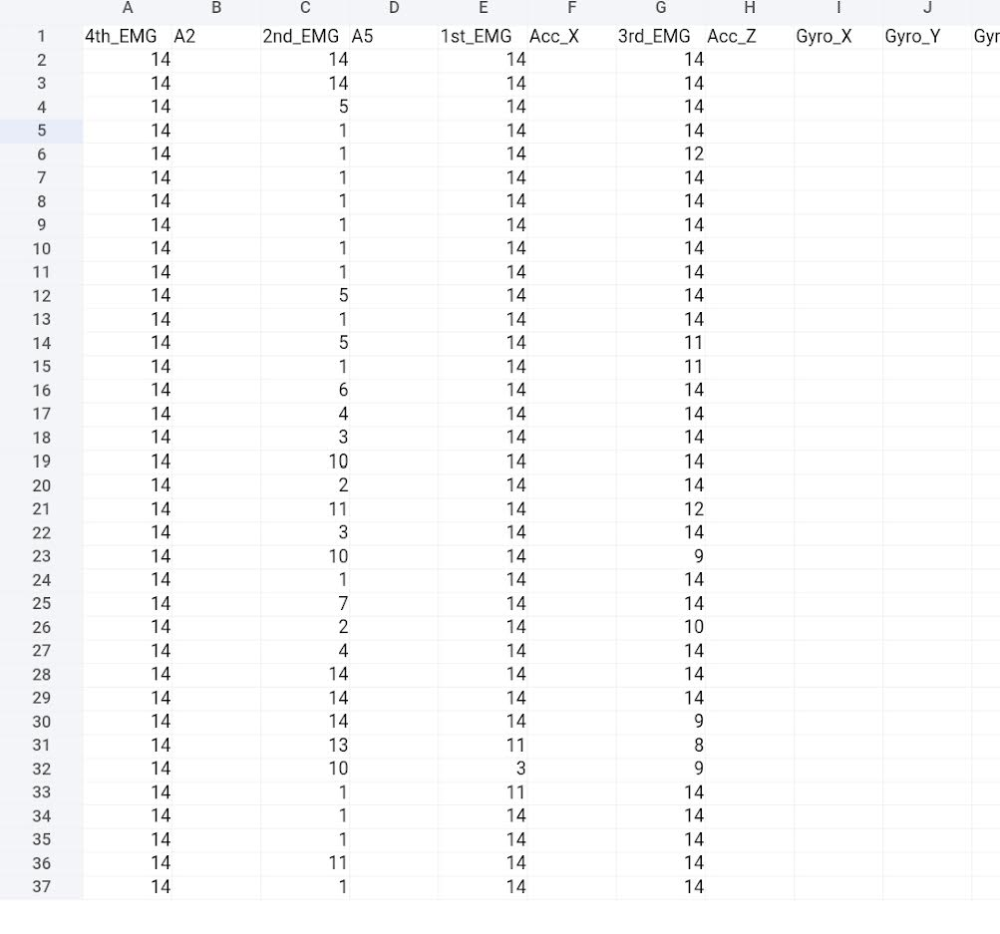 A B C D E F G H I J
1 4th_EMG A2 2nd_EMG A5 1st_EMG Acc_X 3rd_EMG Acc_Z Gyro_X Gyro_Y Gyr
2 14 14 14 14
3 14 14 14 14
4 14 5 14 14
5 14 1 14 14
6 14 1 14 12
7 14 1 14 14
8 14 1 14 14
9 14 1 14 14
10 14 1 14 14
11 14 1 14 14
12 14 5 14 14
13 14 1 14 14
14 14 5 14 11
15 14 1 14 11
16 14 6 14 14
17 14 4 14 14
18 14 3 14 14
19 14 10 14 14
20 14 2 14 14
21 14 11 14 12
22 14 3 14 14
23 14 10 14 9
24 14 1 14 14
25 14 7 14 14
26 14 2 14 10
27 14 4 14 14
28 14 14 14 14
29 14 14 14 14
30 14 14 14 9
31 14 13 11 8
32 14 10 3 9
33 14 1 11 14
34 14 1 14 14
35 14 1 14 14
36 14 11 14 14
37 14 1 14 14